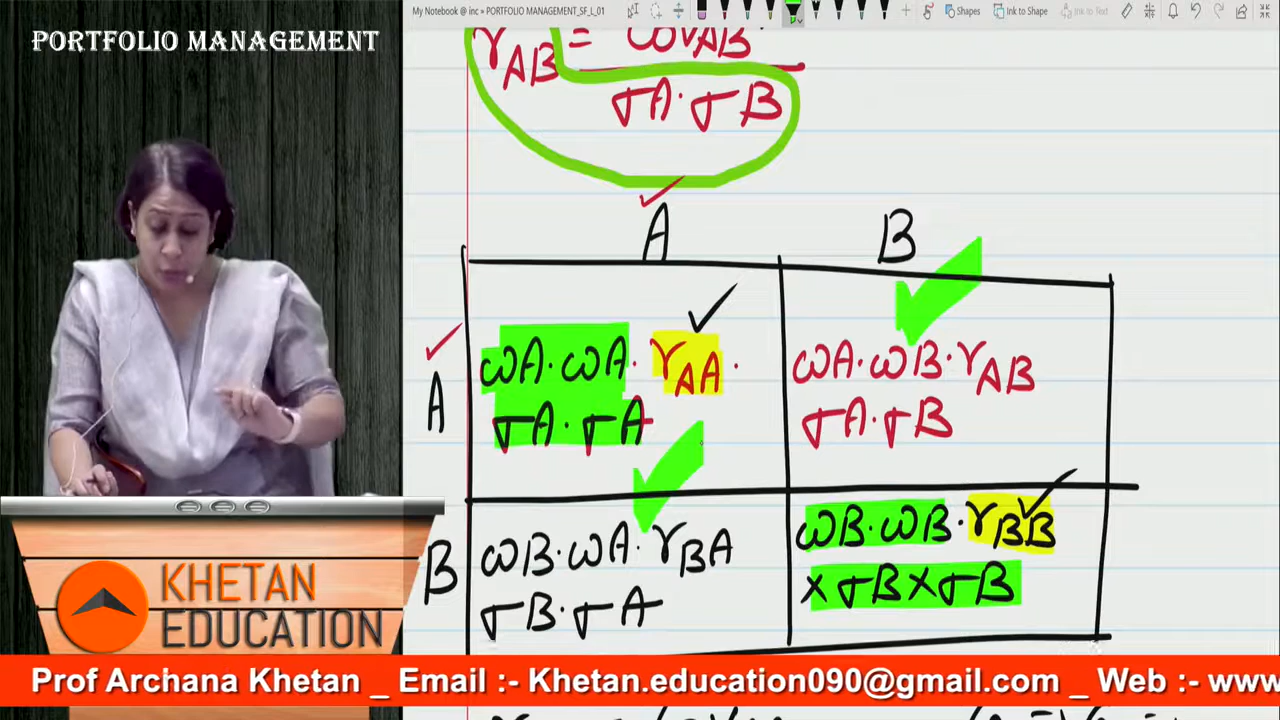 PORTFOLIO MANAGEMENT
My Notebook @ inc » PORTFOLIO MANAGEMENT_SF_L_01
Shapes
Ink to Shape
Ink to Text
rAB = COVAB
σA·σB
A
B
A
ωA·ωA·rAA·
σA·σA
ωA·ωB·rAB
σA·σB
B
ωB·ωA·rBA
σB·σA
ωB·ωB·rBB
×σB×σB
KHETAN
EDUCATION
Prof Archana Khetan _ Email :- Khetan.education090@gmail.com _ Web :- www